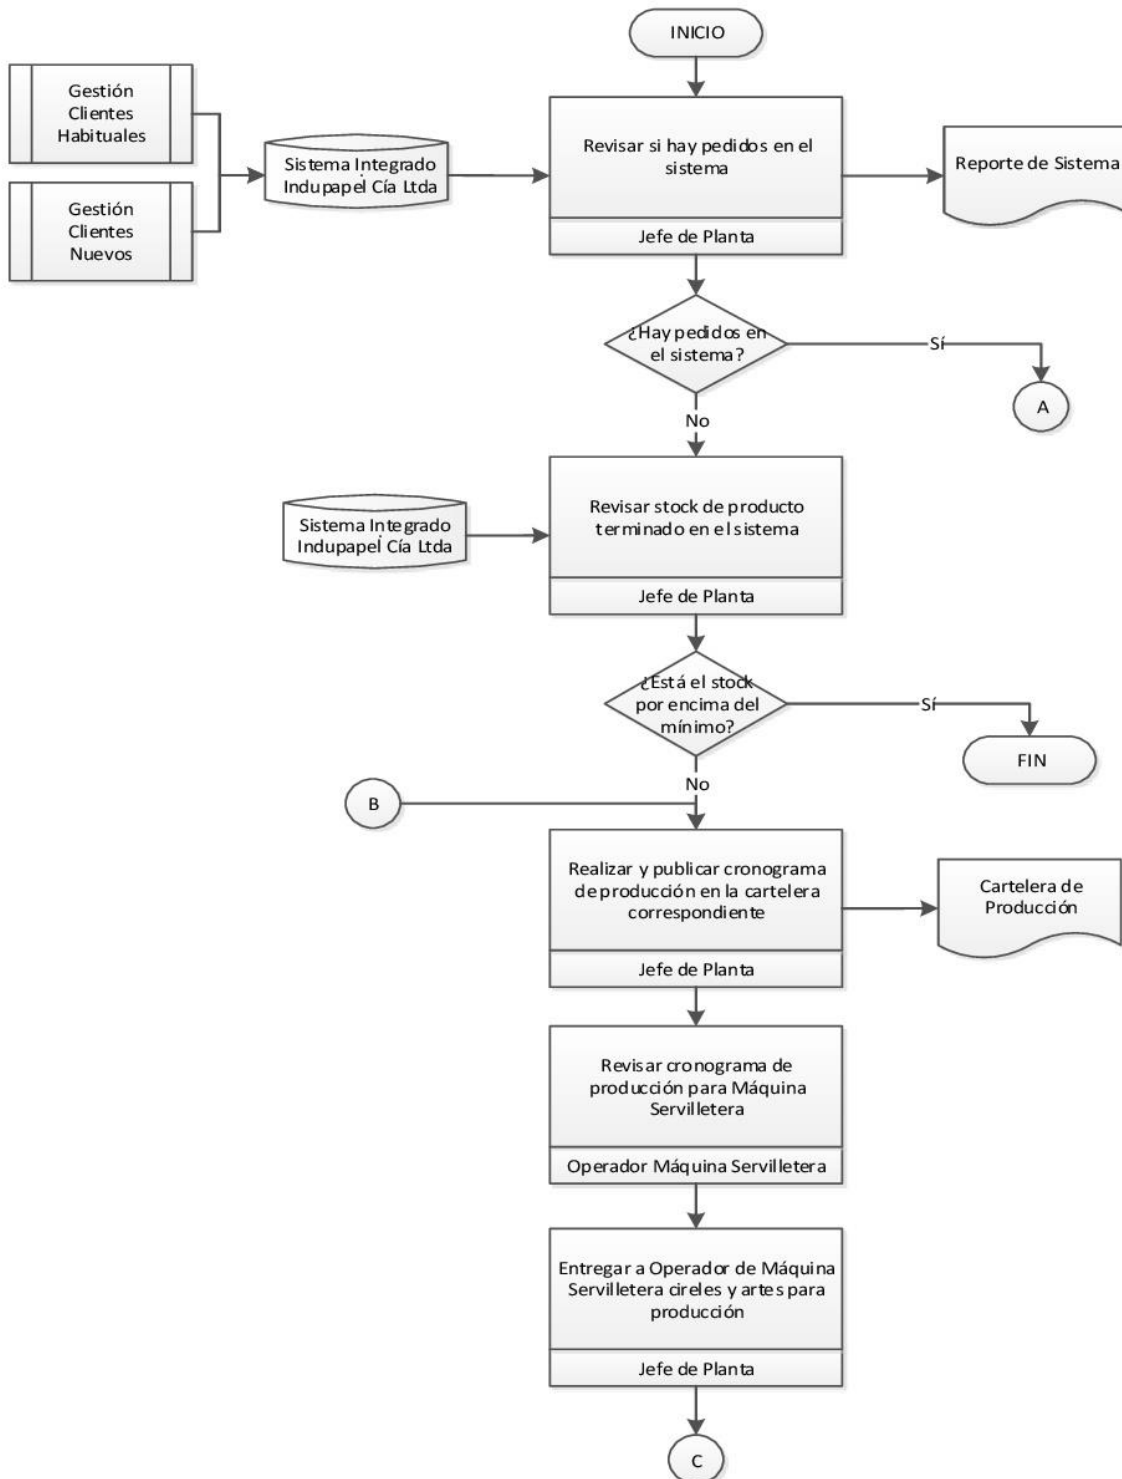 INICIO
Gestión
Clientes
Habituales
Gestión
Clientes
Nuevos
Sistema Integrado
Indupapel Cía Ltda
Revisar si hay pedidos en el
sistema
Jefe de Planta
Reporte de Sistema
¿Hay pedidos en
el sistema?
Sí
A
No
Sistema Integrado
Indupapel Cía Ltda
Revisar stock de producto
terminado en el sistema
Jefe de Planta
¿Está el stock
por encima del
mínimo?
Sí
FIN
No
B
Realizar y publicar cronograma
de producción en la cartelera
correspondiente
Jefe de Planta
Cartelera de
Producción
Revisar cronograma de
producción para Máquina
Servilletera
Operador Máquina Servilletera
Entregar a Operador de Máquina
Servilletera cireles y artes para
producción
Jefe de Planta
C